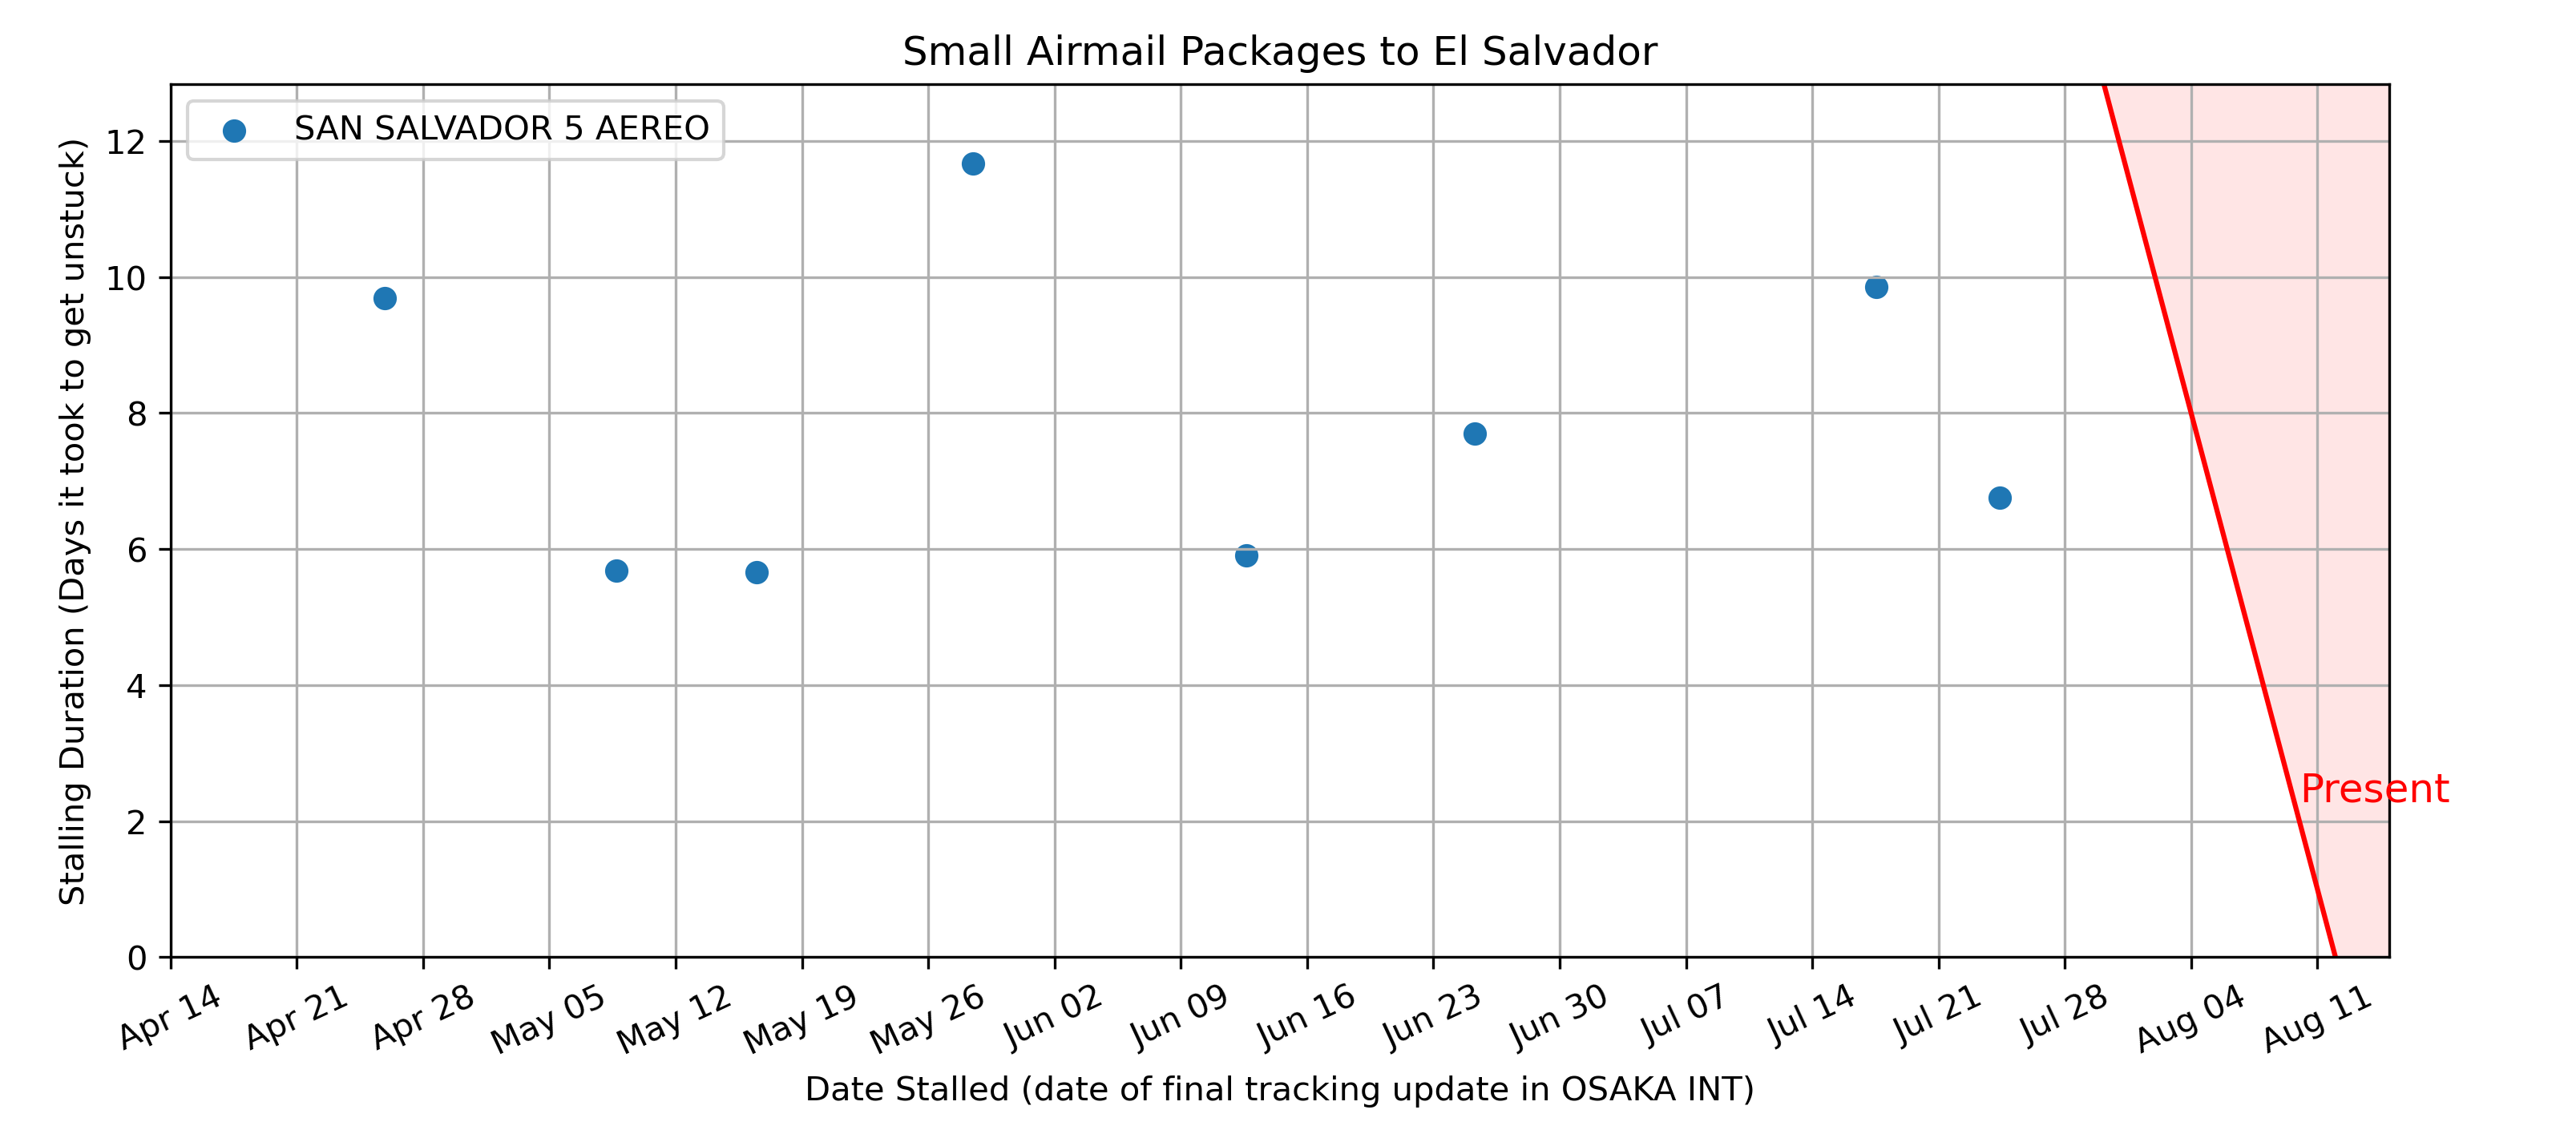 Small Airmail Packages to El Salvador
SAN SALVADOR 5 AEREO
Stalling Duration (Days it took to get unstuck)
12
10
8
6
4
2
0
Present
Apr 14
Apr 21
Apr 28
May 05
May 12
May 19
May 26
Jun 02
Jun 09
Jun 16
Jun 23
Jun 30
Jul 07
Jul 14
Jul 21
Jul 28
Aug 04
Aug 11
Date Stalled (date of final tracking update in OSAKA INT)